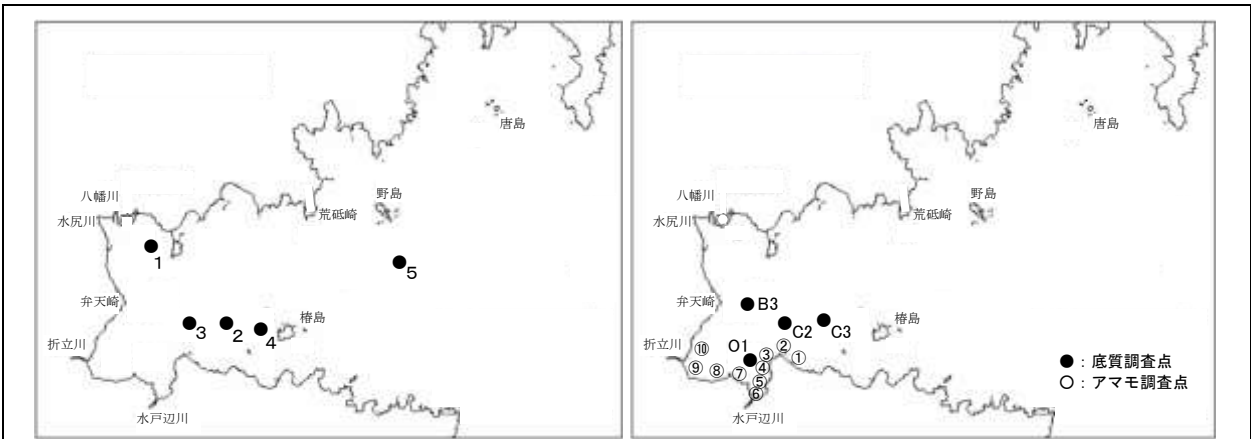 唐島
八幡川
野島
水尻川
荒砥崎
1
5
弁天崎
3
2
4
椿島
折立川
水戸辺川
唐島
八幡川
野島
水尻川
荒砥崎
弁天崎
B3
C2
C3
椿島
折立川
O1
⑩
③
②
①
⑨
⑧
⑦
④
⑤
⑥
水戸辺川
●：底質調査点
○：アマモ調査点